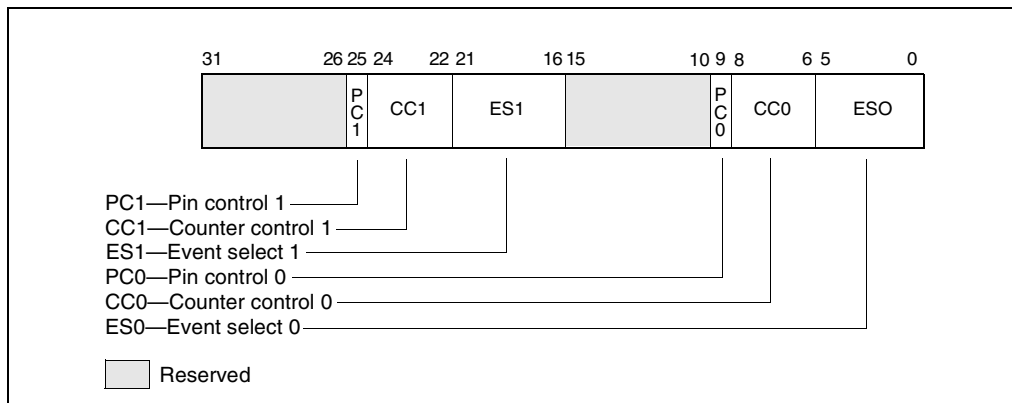 31 26 25 24 22 21 16 15 10 9 8 6 5 0
PC1 CC1 ES1 PC0 CC0 ESO
PC1—Pin control 1
CC1—Counter control 1
ES1—Event select 1
PC0—Pin control 0
CC0—Counter control 0
ES0—Event select 0
Reserved